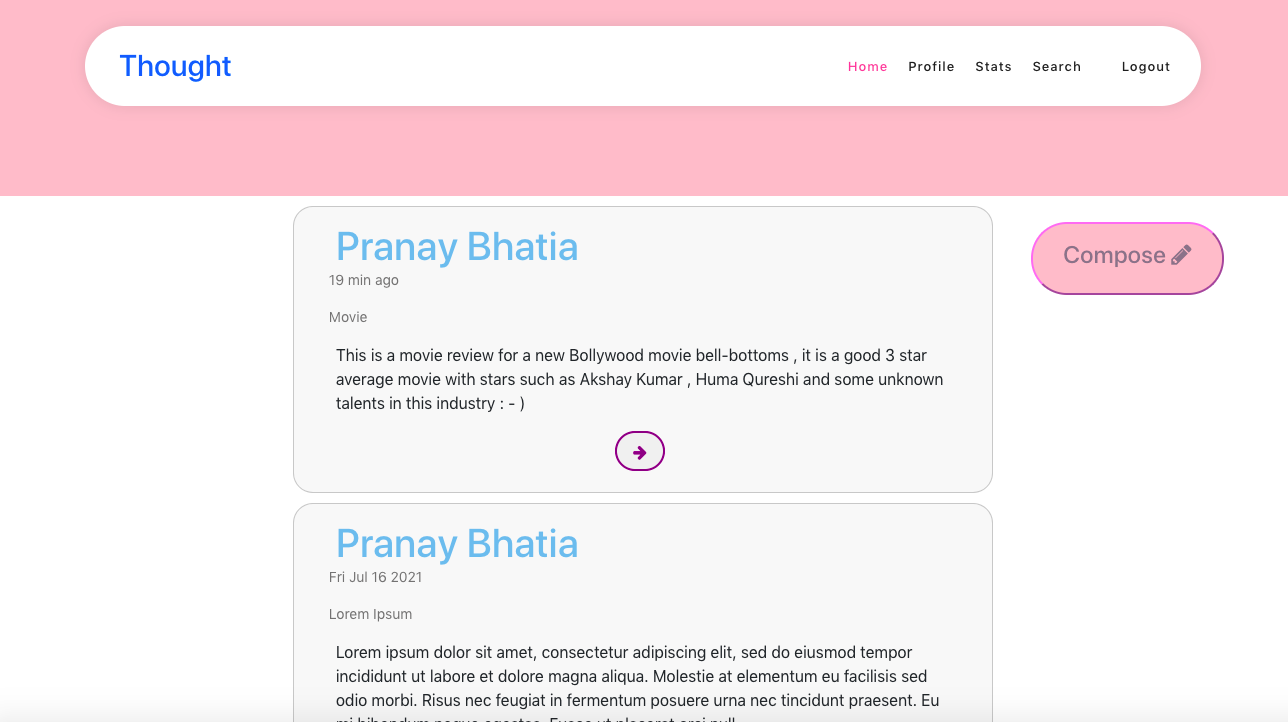 Thought
Home Profile Stats Search Logout
Pranay Bhatia
19 min ago
Movie
This is a movie review for a new Bollywood movie bell-bottoms , it is a good 3 star
average movie with stars such as Akshay Kumar , Huma Qureshi and some unknown
talents in this industry : - )
Compose
Pranay Bhatia
Fri Jul 16 2021
Lorem Ipsum
Lorem ipsum dolor sit amet, consectetur adipiscing elit, sed do eiusmod tempor
incididunt ut labore et dolore magna aliqua. Molestie at elementum eu facilisis sed
odio morbi. Risus nec feugiat in fermentum posuere urna nec tincidunt praesent. Eu